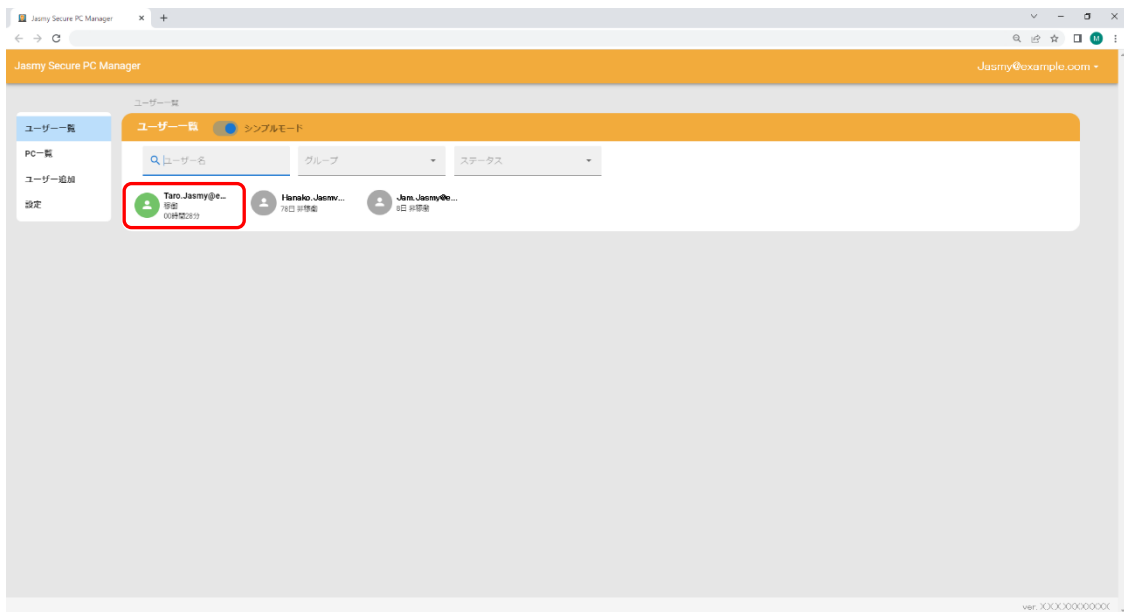 Jasmy Secure PC Manager
M
Jasmy Secure PC Manager
Jasmy@example.com
ユーザー一覧
ユーザー一覧
PC一覧
ユーザー追加
設定
ユーザー一覧 シンプルモード
ユーザー名 グループ ステータス
Taro.Jasmy@e...
稼働
00時間28分
Hanako.Jasmy...
78日 非稼働
Jam.Jasmy@e...
8日 非稼働
ver. XX.XX0000000X